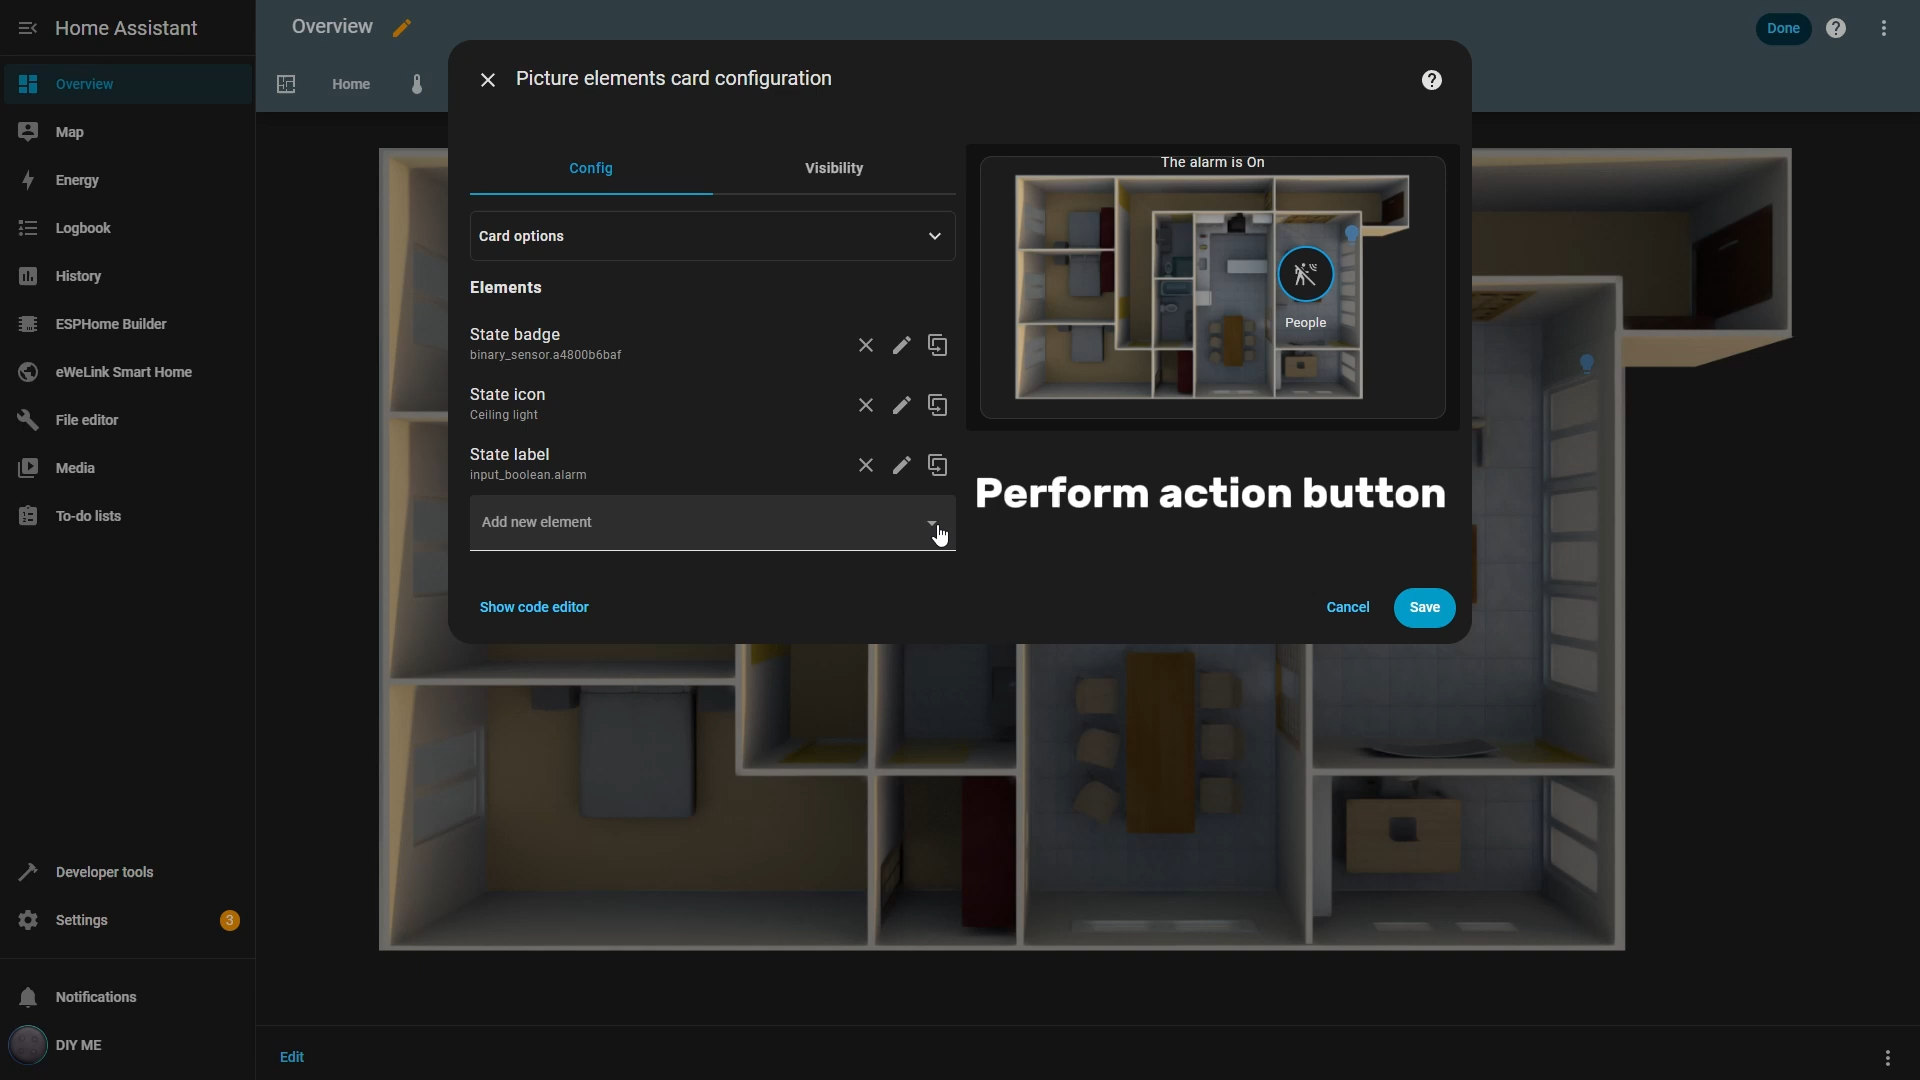 Home Assistant
Overview
Done
Home
Overview
Map
Energy
Logbook
History
ESPHome Builder
eWeLink Smart Home
File editor
Media
To-do lists
Developer tools
Settings
3
Notifications
DIY ME
Picture elements card configuration
Config
Visibility
Card options
Elements
State badge
binary_sensor.a4800b6baf
State icon
Ceiling light
State label
input_boolean.alarm
Add new element
The alarm is On
People
Perform action button
Show code editor
Cancel
Save
Edit